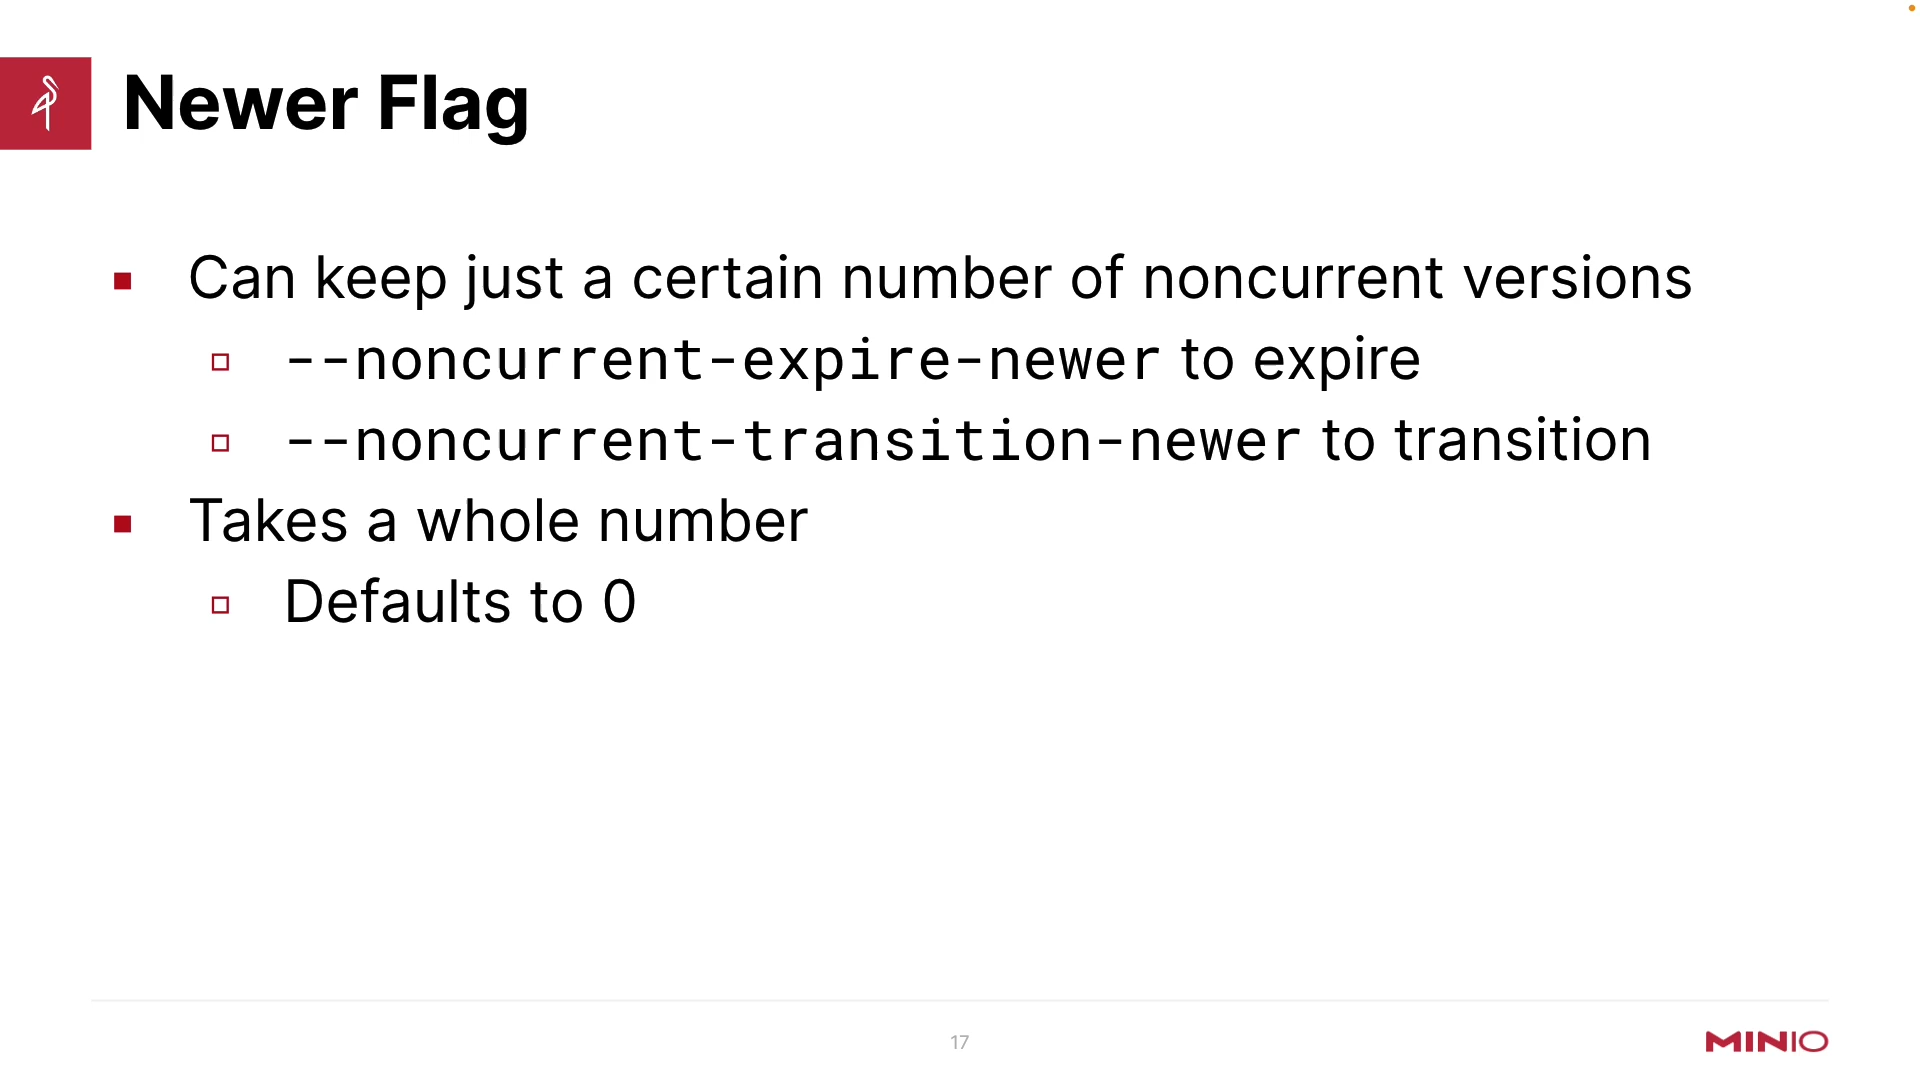 Newer Flag
Can keep just a certain number of noncurrent versions
--noncurrent-expire-newer to expire
--noncurrent-transition-newer to transition
Takes a whole number
Defaults to 0
17
MINIO